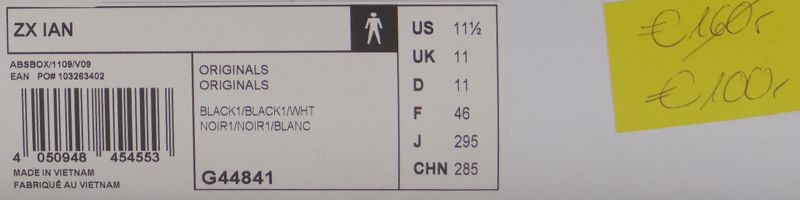 ZX IAN
ABSBOX/1109/V09
EAN PO# 103263402
4 050948 454553
MADE IN VIETNAM
FABRIQUÉ AU VIETNAM
ORIGINALS
ORIGINALS
BLACK1/BLACK1/WHT
NOIR1/NOIR1/BLANC
G44841
US 11½
UK 11
D 11
F 46
J 295
CHN 285
€160,-
€100,-